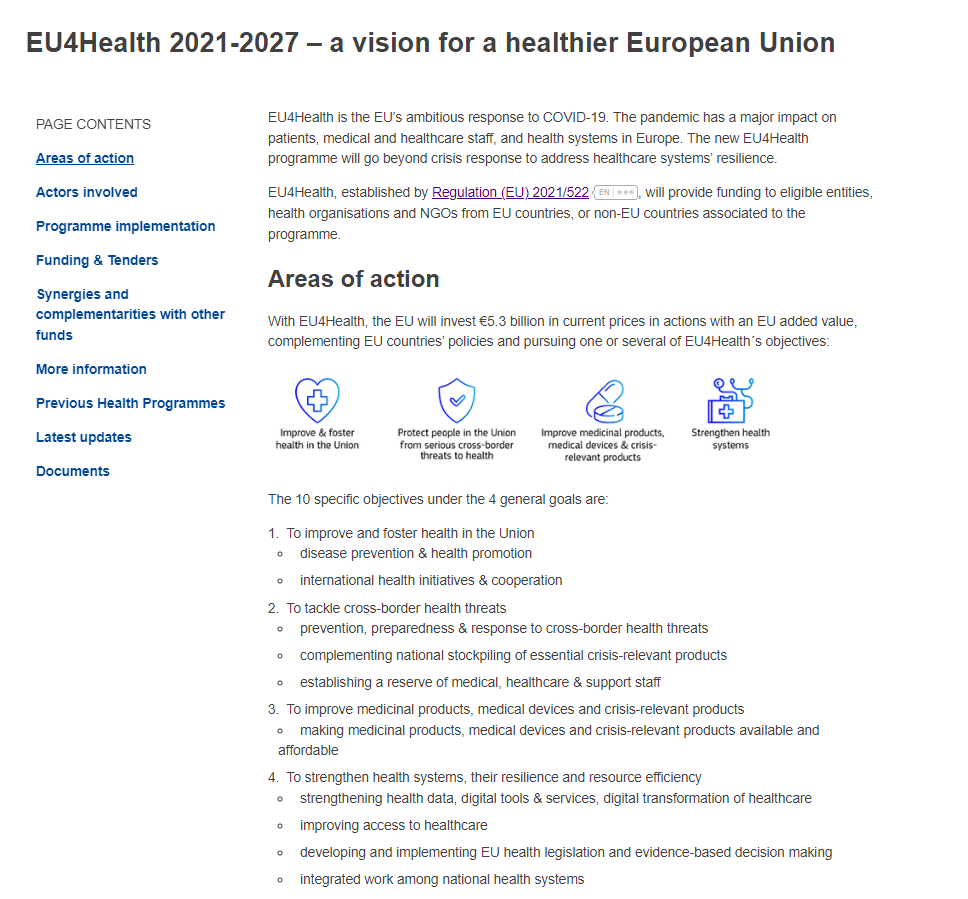 EU4Health 2021-2027 – a vision for a healthier European Union
PAGE CONTENTS
Areas of action
Actors involved
Programme implementation
Funding & Tenders
Synergies and
complementarities with other
funds
More information
Previous Health Programmes
Latest updates
Documents
EU4Health is the EU's ambitious response to COVID-19. The pandemic has a major impact on
patients, medical and healthcare staff, and health systems in Europe. The new EU4Health
programme will go beyond crisis response to address healthcare systems' resilience.
EU4Health, established by Regulation (EU) 2021/522 EN | •••, will provide funding to eligible entities,
health organisations and NGOs from EU countries, or non-EU countries associated to the
programme.
Areas of action
With EU4Health, the EU will invest €5.3 billion in current prices in actions with an EU added value,
complementing EU countries' policies and pursuing one or several of EU4Health´s objectives:
Improve & foster
health in the Union
Protect people in the Union
from serious cross-border
threats to health
Improve medicinal products,
medical devices & crisis-
relevant products
Strengthen health
systems
The 10 specific objectives under the 4 general goals are:
1. To improve and foster health in the Union
◦ disease prevention & health promotion
◦ international health initiatives & cooperation
2. To tackle cross-border health threats
◦ prevention, preparedness & response to cross-border health threats
◦ complementing national stockpiling of essential crisis-relevant products
◦ establishing a reserve of medical, healthcare & support staff
3. To improve medicinal products, medical devices and crisis-relevant products
◦ making medicinal products, medical devices and crisis-relevant products available and
affordable
4. To strengthen health systems, their resilience and resource efficiency
◦ strengthening health data, digital tools & services, digital transformation of healthcare
◦ improving access to healthcare
◦ developing and implementing EU health legislation and evidence-based decision making
◦ integrated work among national health systems